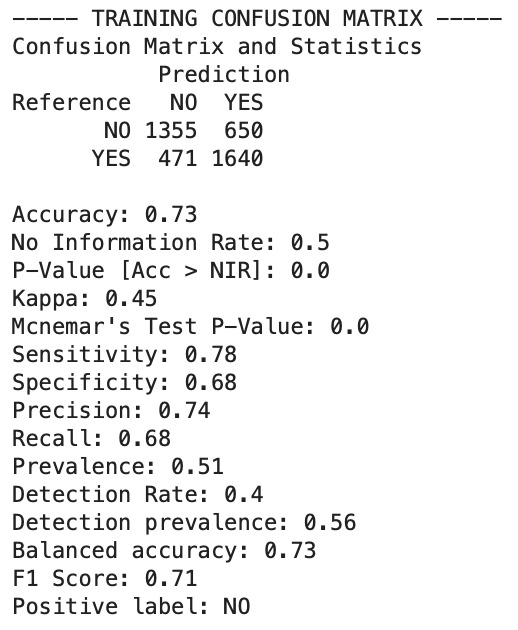 ----- TRAINING CONFUSION MATRIX -----
Confusion Matrix and Statistics
Prediction
Reference NO YES
NO 1355 650
YES 471 1640
Accuracy: 0.73
No Information Rate: 0.5
P-Value [Acc > NIR]: 0.0
Kappa: 0.45
Mcnemar's Test P-Value: 0.0
Sensitivity: 0.78
Specificity: 0.68
Precision: 0.74
Recall: 0.68
Prevalence: 0.51
Detection Rate: 0.4
Detection prevalence: 0.56
Balanced accuracy: 0.73
F1 Score: 0.71
Positive label: NO